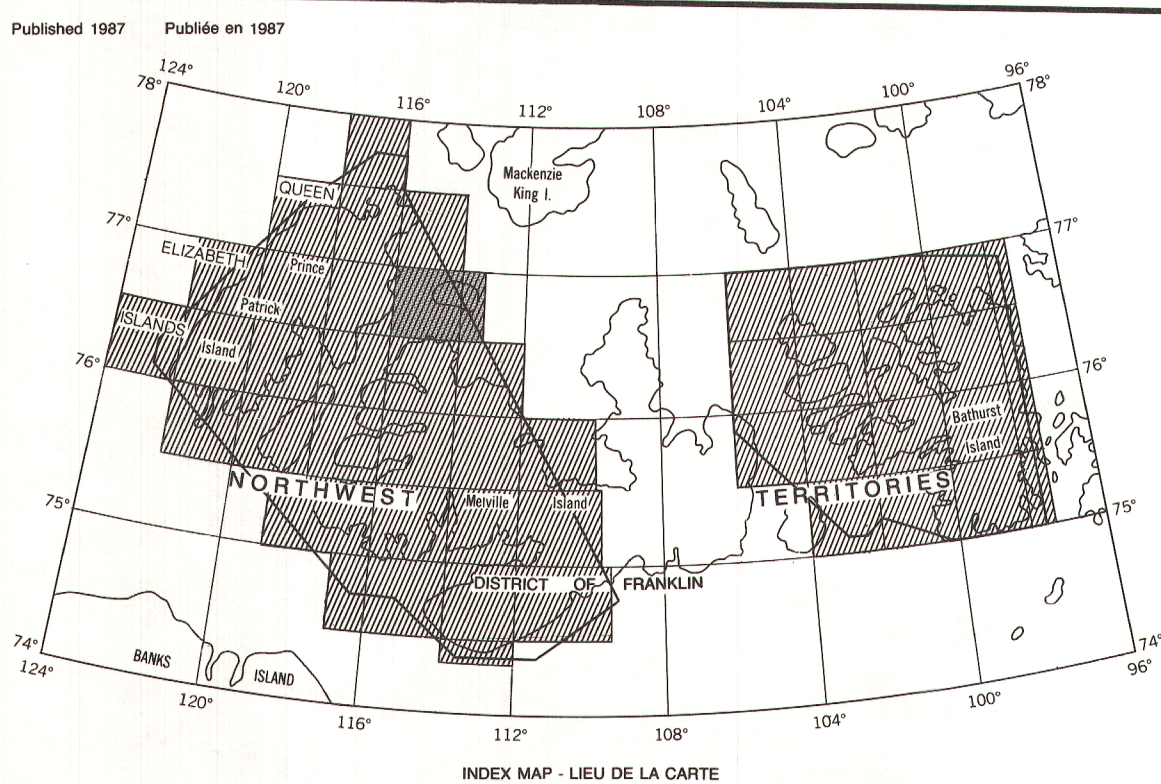 Published 1987 Publiée en 1987
124° 120° 116° 112° 108° 104° 100° 96°
78° 78°
Mackenzie
King I.
QUEEN
77° 77°
ELIZABETH
Prince
Patrick
ISLANDS
Island
76° 76°
Bathurst
Island
NORTHWEST TERRITORIES
Melville Island
75° 75°
DISTRICT OF FRANKLIN
74° 74°
BANKS ISLAND
124° 120° 116° 112° 108° 104° 100° 96°
INDEX MAP - LIEU DE LA CARTE